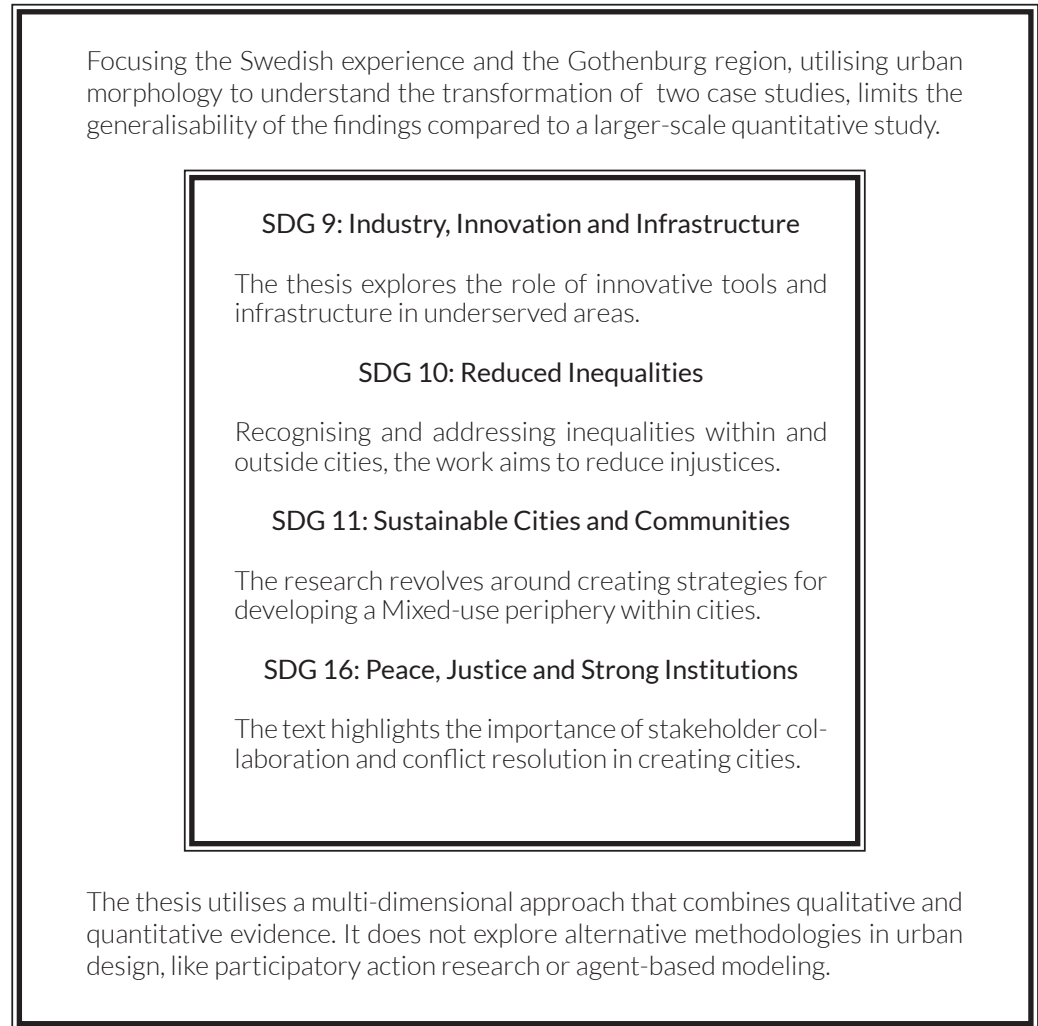 Focusing the Swedish experience and the Gothenburg region, utilising urban
morphology to understand the transformation of  two case studies, limits the
generalisability of the findings compared to a larger-scale quantitative study.
SDG 9: Industry, Innovation and Infrastructure
The thesis explores the role of innovative tools and
infrastructure in underserved areas.
SDG 10: Reduced Inequalities
Recognising and addressing inequalities within and
outside cities, the work aims to reduce injustices.
SDG 11: Sustainable Cities and Communities
The research revolves around creating strategies for
developing a Mixed-use periphery within cities.
SDG 16: Peace, Justice and Strong Institutions
The text highlights the importance of stakeholder col-
laboration and conflict resolution in creating cities.
The thesis utilises a multi-dimensional approach that combines qualitative and
quantitative evidence. It does not explore alternative methodologies in urban
design, like participatory action research or agent-based modeling.